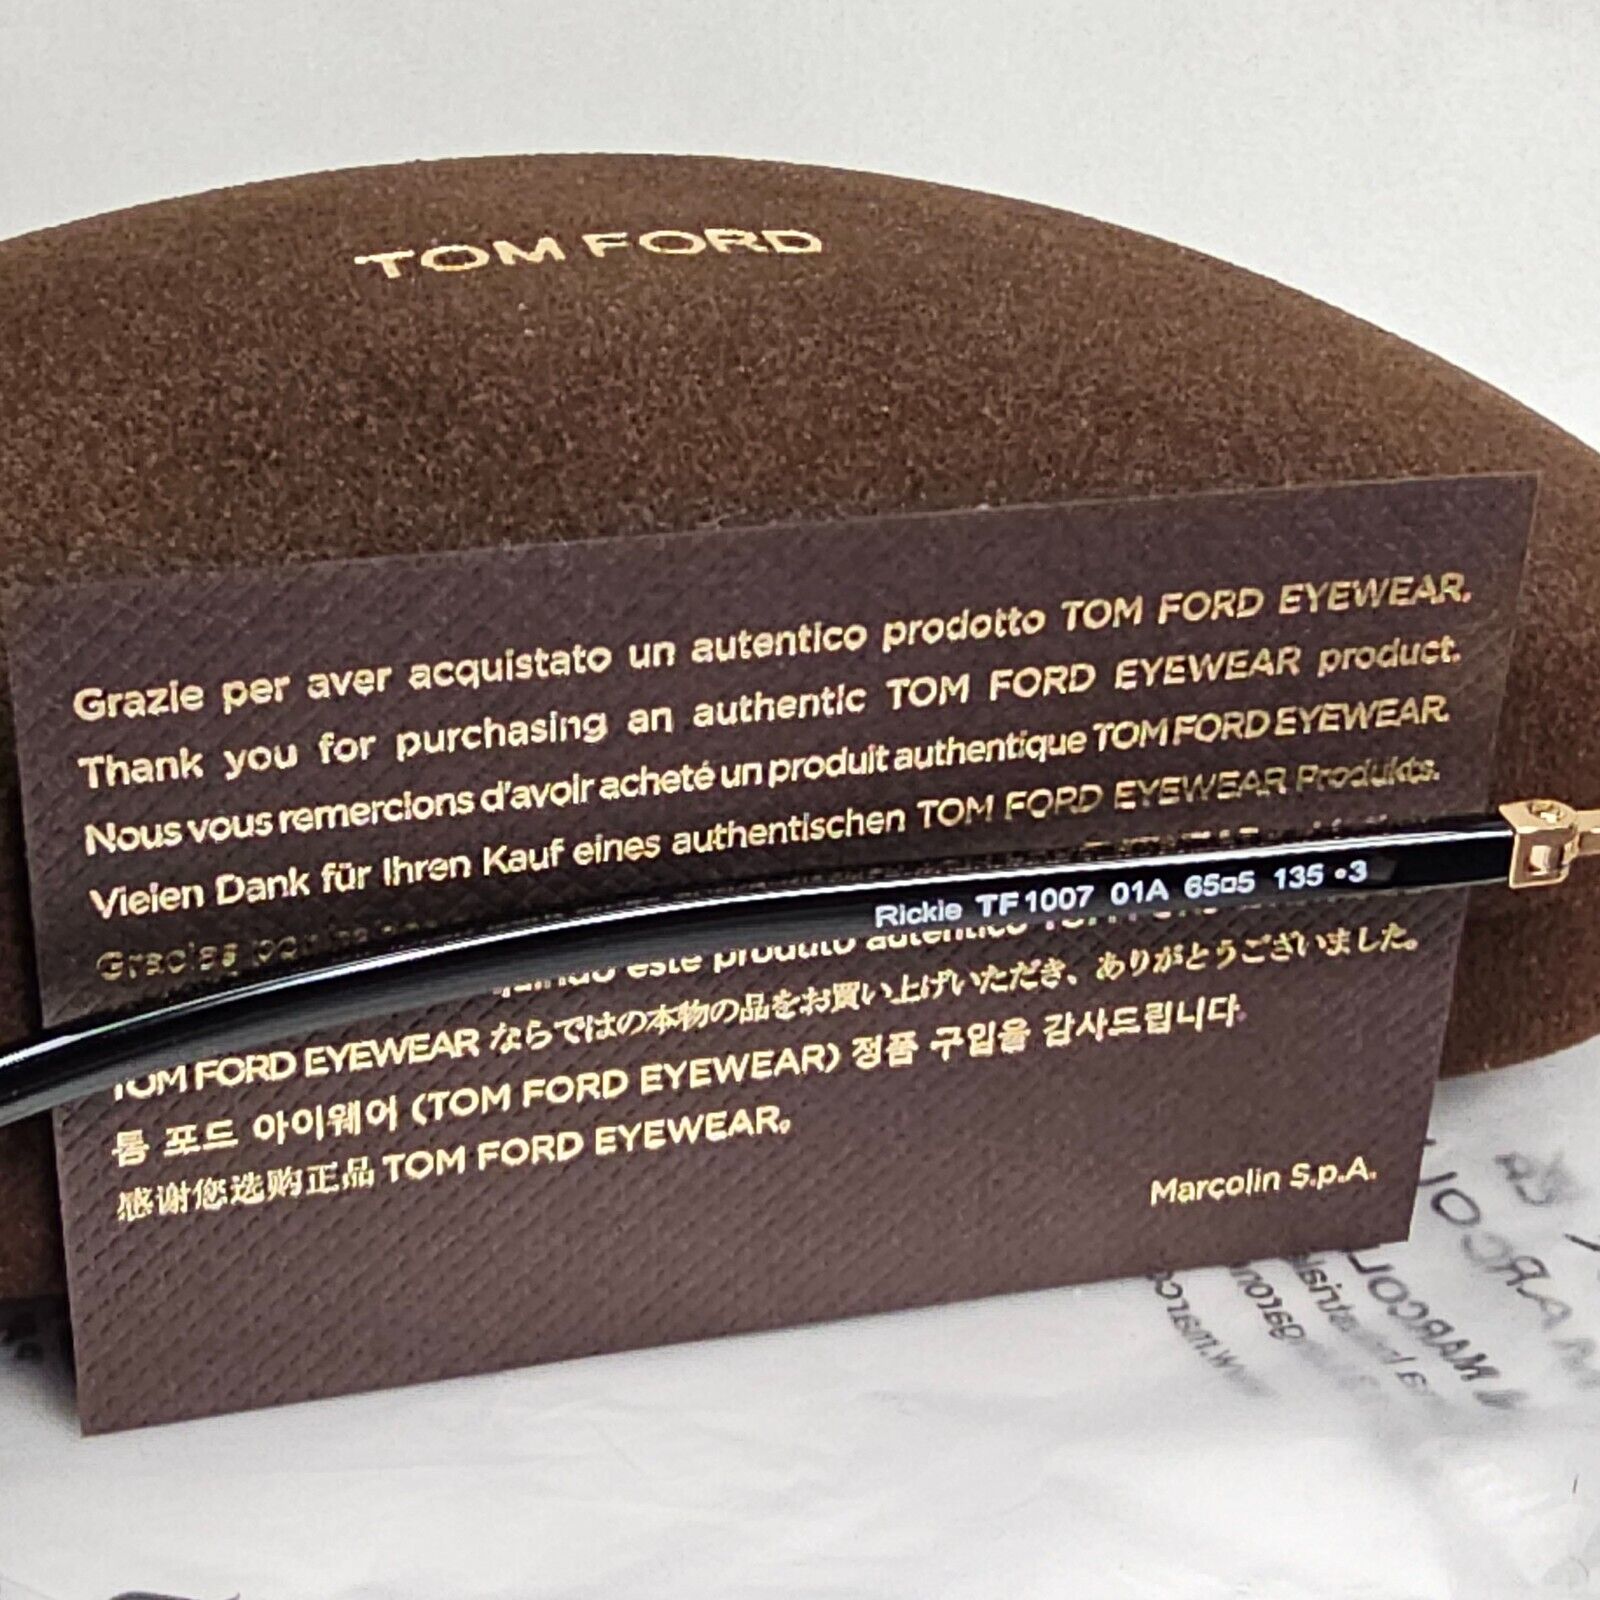 TOM FORD
Grazie per aver acquistato un autentico prodotto TOM FORD EYEWEAR.
Thank you for purchasing an authentic TOM FORD EYEWEAR product.
Nous vous remercions d'avoir acheté un produit authentique TOM FORD EYEWEAR.
Vielen Dank für Ihren Kauf eines authentischen TOM FORD EYEWEAR Produkts.
Rickie TF1007 01A 65□5 135 •3
Gracias este produto autentico
TOM FORD EYEWEAR ならではの本物の品をお買い上げいただき、ありがとうございました。
톰 포드 아이웨어 (TOM FORD EYEWEAR) 정품 구입을 감사드립니다.
感谢您选购正品 TOM FORD EYEWEAR。
Marcolin S.p.A.
MARCOL